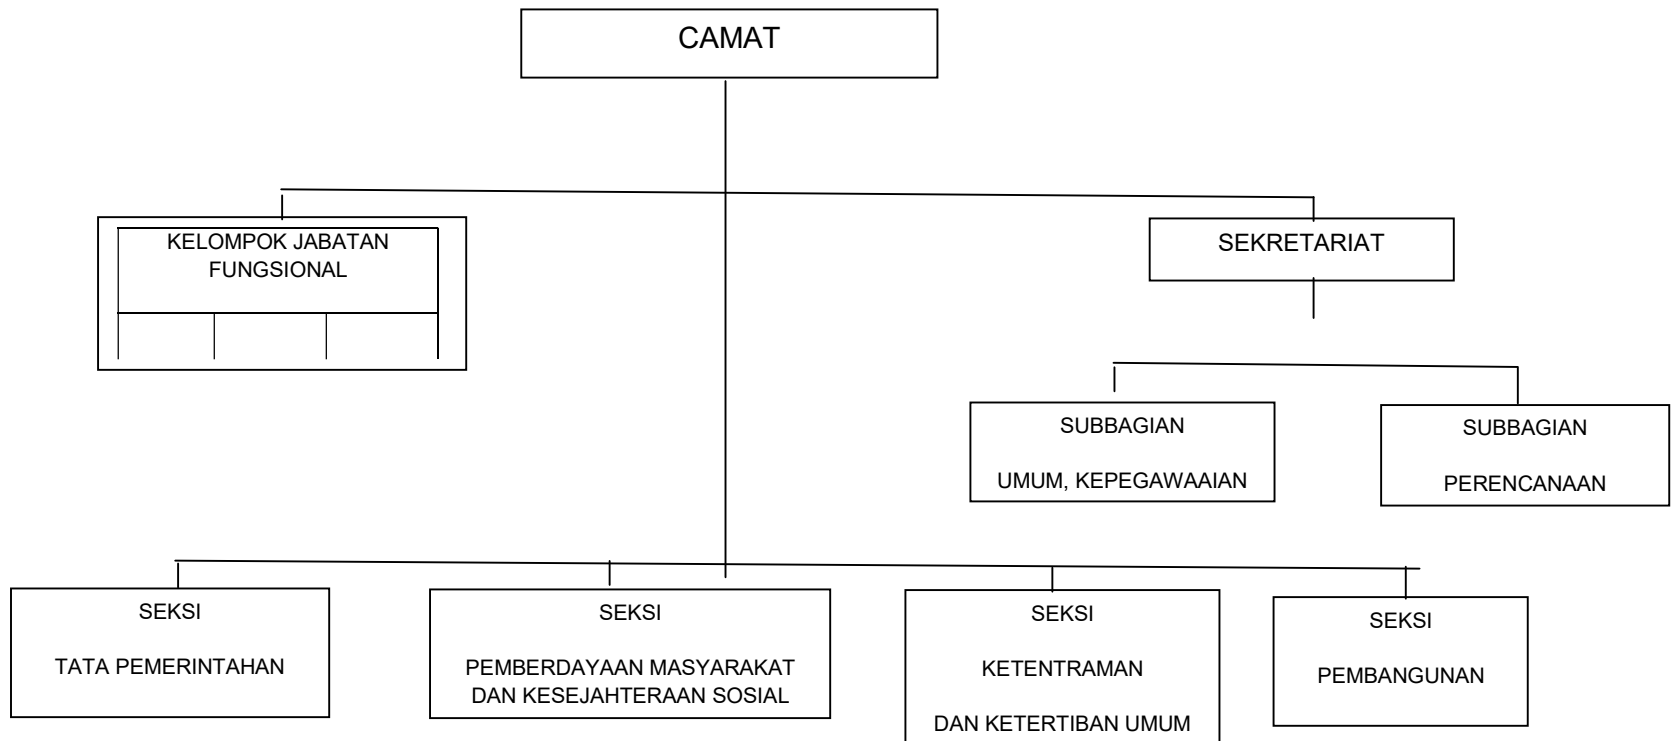 CAMAT
KELOMPOK JABATAN
FUNGSIONAL
SEKRETARIAT
SUBBAGIAN
UMUM, KEPEGAWAAIAN
SUBBAGIAN
PERENCANAAN
SEKSI
TATA PEMERINTAHAN
SEKSI
PEMBERDAYAAN MASYARAKAT
DAN KESEJAHTERAAN SOSIAL
SEKSI
KETENTRAMAN
DAN KETERTIBAN UMUM
SEKSI
PEMBANGUNAN